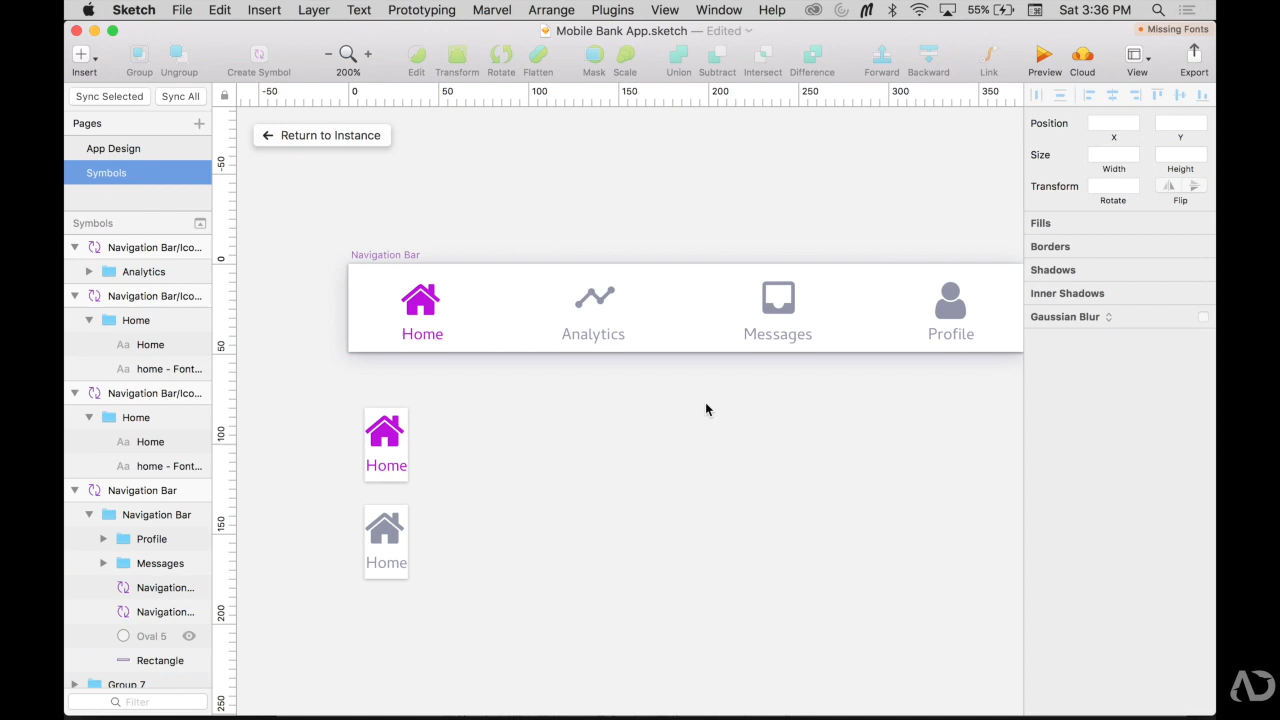 Sketch File Edit Insert Layer Text Prototyping Marvel Arrange Plugins View Window Help 55% Sat 3:36 PM
Mobile Bank App.sketch — Edited
Missing Fonts
Insert Group Ungroup Create Symbol 200% Edit Transform Rotate Flatten Mask Scale Union Subtract Intersect Difference Forward Backward Link Preview Cloud View Export
Sync Selected Sync All
-50 0 50 100 150 200 250 300 350
Pages
App Design
Symbols
Symbols
Navigation Bar/Ico...
Analytics
Navigation Bar/Ico...
Home
Aa Home
Aa home - Font...
Navigation Bar/Ico...
Home
Aa Home
Aa home - Font...
Navigation Bar
Navigation Bar
Profile
Messages
Navigation...
Navigation...
Oval 5
Rectangle
Group 7
Filter
-50
0
50
100
150
200
250
Return to Instance
Navigation Bar
Home Analytics Messages Profile
Home
Home
Position
X Y
Size
Width Height
Transform
Rotate Flip
Fills
Borders
Shadows
Inner Shadows
Gaussian Blur